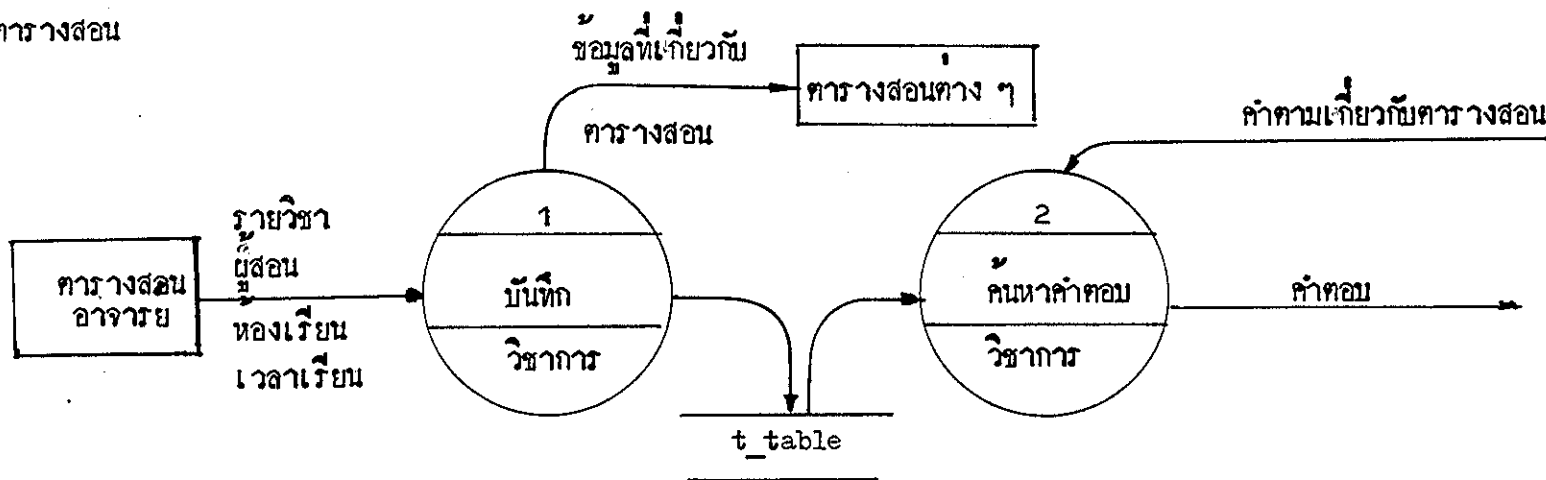 ตารางสอน
ข้อมูลที่เกี่ยวกับ
ตารางสอน
ตารางสอนต่าง ๆ
คำถามเกี่ยวกับตารางสอน
ตารางสอน
อาจารย์
รายวิชา
ผู้สอน
ห้องเรียน
เวลาเรียน
1
บันทึก
วิชาการ
t_table
2
ค้นหาคำตอบ
วิชาการ
คำตอบ